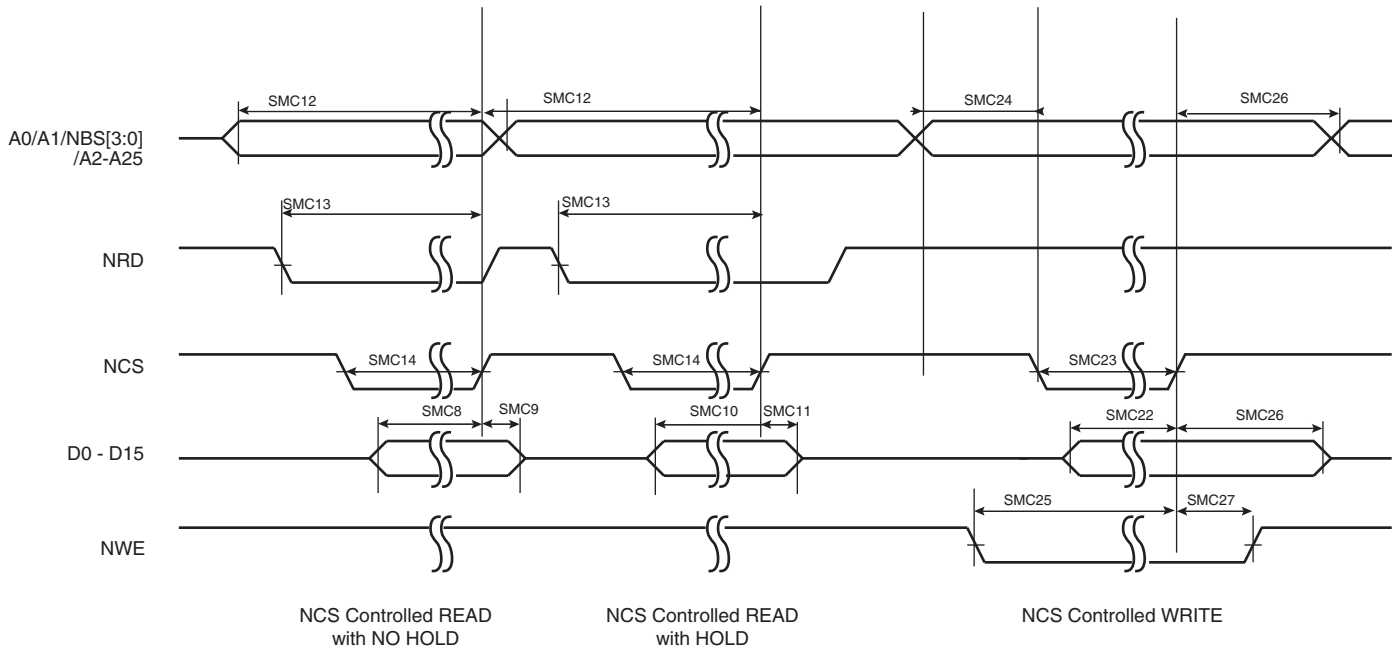 SMC12
SMC12
SMC24
SMC26
A0/A1/NBS[3:0]
/A2-A25
SMC13
SMC13
NRD
NCS
SMC14
SMC14
SMC23
SMC8
SMC9
SMC10
SMC11
SMC22
SMC26
D0 - D15
SMC25
SMC27
NWE
NCS Controlled READ
with NO HOLD
NCS Controlled READ
with HOLD
NCS Controlled WRITE